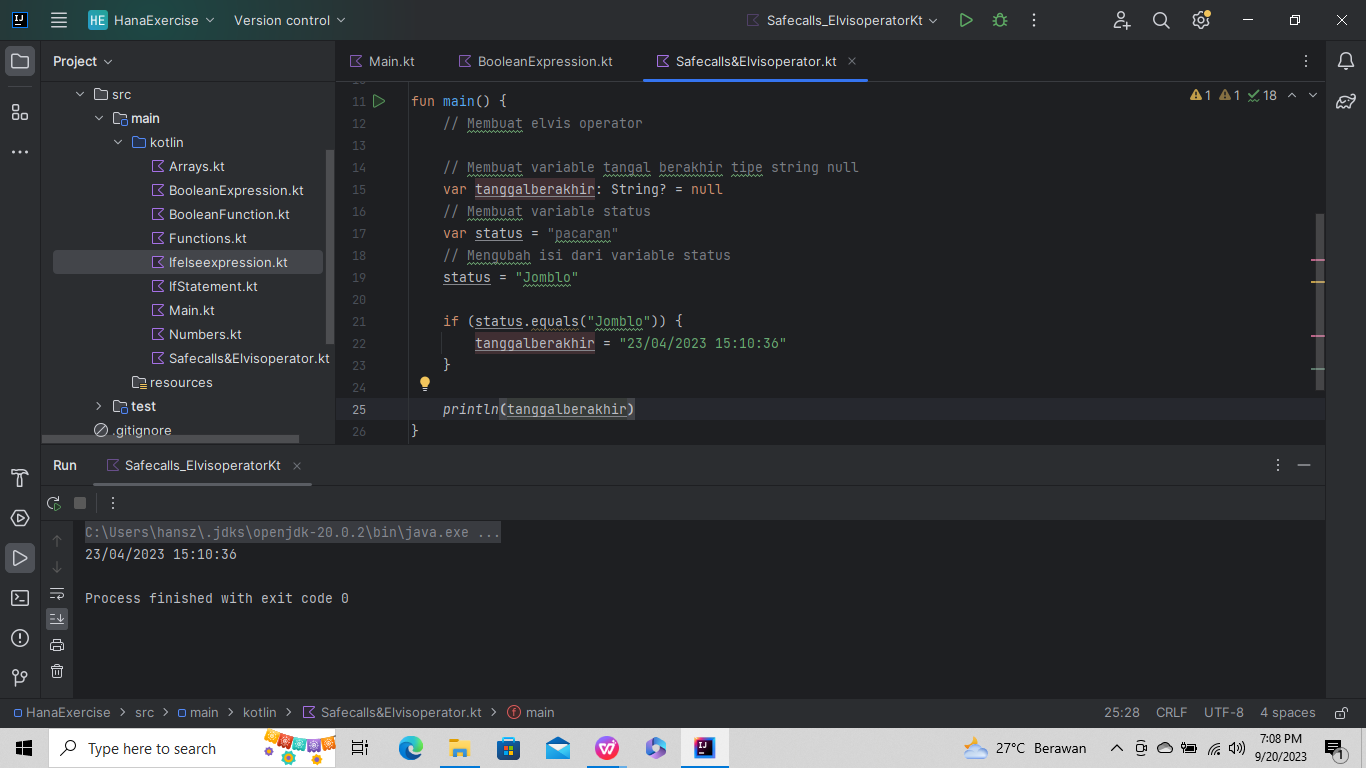 HE HanaExercise Version control Safecalls_ElvisoperatorKt
Project
Main.kt BooleanExpression.kt Safecalls&Elvisoperator.kt
src
main
kotlin
Arrays.kt
BooleanExpression.kt
BooleanFunction.kt
Functions.kt
Ifelseexpression.kt
IfStatement.kt
Main.kt
Numbers.kt
Safecalls&Elvisoperator.kt
resources
test
.gitignore
1 1 18
11 fun main() {
12 // Membuat elvis operator
13
14 // Membuat variable tangal berakhir tipe string null
15 var tanggalberakhir: String? = null
16 // Membuat variable status
17 var status = "pacaran"
18 // Mengubah isi dari variable status
19 status = "Jomblo"
20
21 if (status.equals("Jomblo")) {
22 tanggalberakhir = "23/04/2023 15:10:36"
23 }
24
25 println(tanggalberakhir)
26 }
Run Safecalls_ElvisoperatorKt
C:\Users\hansz\.jdks\openjdk-20.0.2\bin\java.exe ...
23/04/2023 15:10:36
Process finished with exit code 0
HanaExercise > src > main > kotlin > Safecalls&Elvisoperator.kt > main 25:28 CRLF UTF-8 4 spaces
Type here to search 27°C Berawan 7:08 PM
9/20/2023 1